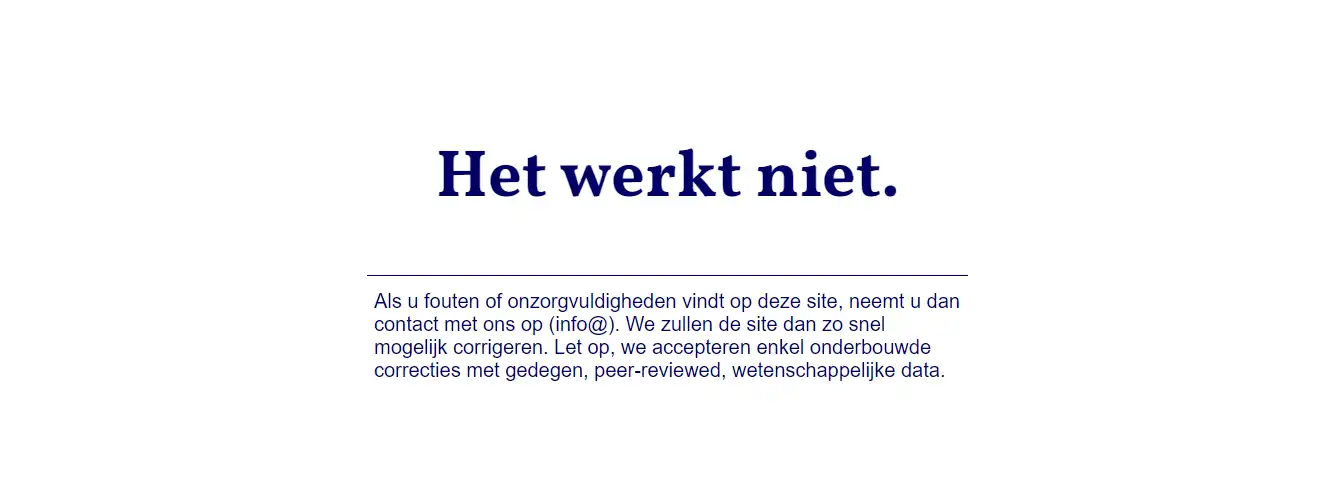 Het werkt niet.
Als u fouten of onzorgvuldigheden vindt op deze site, neemt u dan
contact met ons op (info@). We zullen de site dan zo snel
mogelijk corrigeren. Let op, we accepteren enkel onderbouwde
correcties met gedegen, peer-reviewed, wetenschappelijke data.